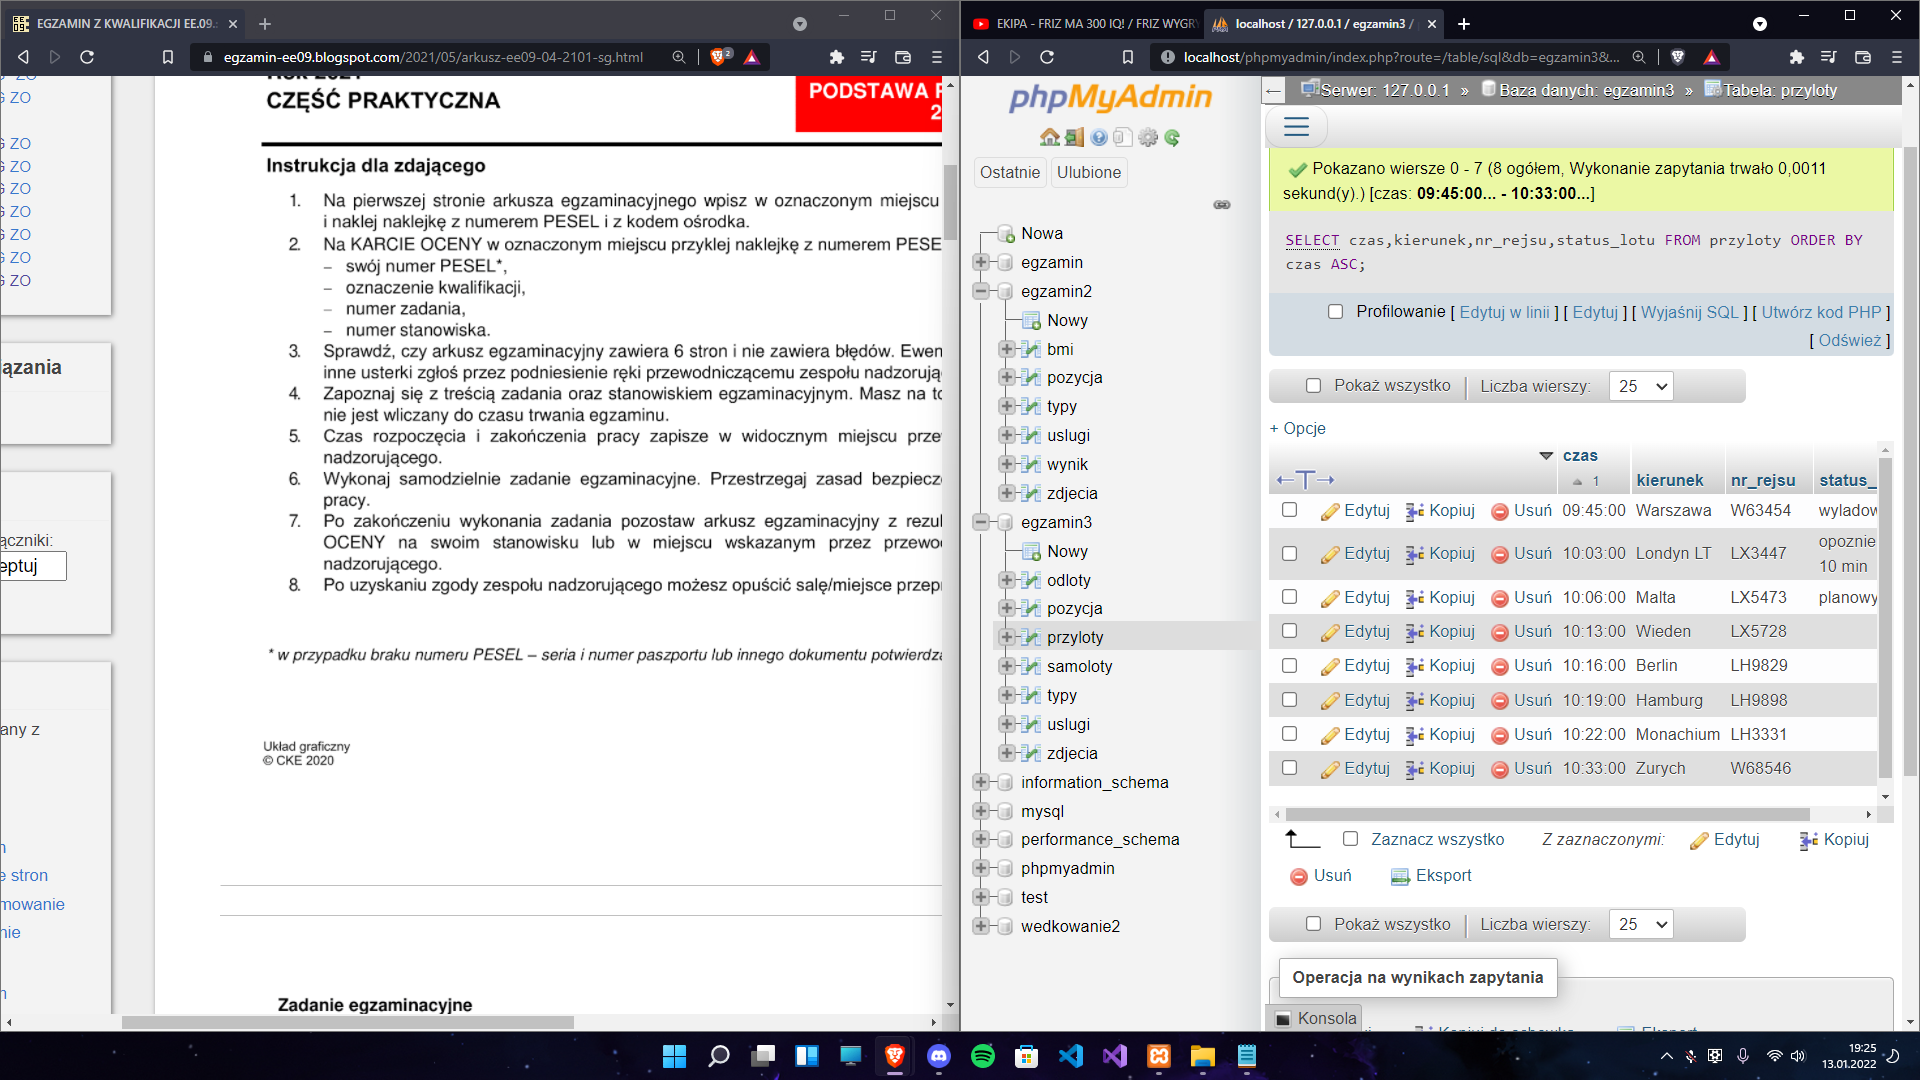 EGZAMIN Z KWALIFIKACJI EE.09.
egzamin-ee09.blogspot.com/2021/05/arkusz-ee09-04-2101-sg.html
G ZO
G ZO
G ZO
G ZO
G ZO
G ZO
G ZO
G ZO
iązania
ączniki:
eptuj
any z
e stron
mowanie
nie
CZĘŚĆ PRAKTYCZNA
PODSTAWA P
2
Instrukcja dla zdającego
1. Na pierwszej stronie arkusza egzaminacyjnego wpisz w oznaczonym miejscu
i naklej naklejkę z numerem PESEL i z kodem ośrodka.
2. Na KARCIE OCENY w oznaczonym miejscu przyklej naklejkę z numerem PESE
– swój numer PESEL*,
– oznaczenie kwalifikacji,
– numer zadania,
– numer stanowiska.
3. Sprawdź, czy arkusz egzaminacyjny zawiera 6 stron i nie zawiera błędów. Ewen
inne usterki zgłoś przez podniesienie ręki przewodniczącemu zespołu nadzorują
4. Zapoznaj się z treścią zadania oraz stanowiskiem egzaminacyjnym. Masz na to
nie jest wliczany do czasu trwania egzaminu.
5. Czas rozpoczęcia i zakończenia pracy zapisze w widocznym miejscu prze
nadzorującego.
6. Wykonaj samodzielnie zadanie egzaminacyjne. Przestrzegaj zasad bezpiecz
pracy.
7. Po zakończeniu wykonania zadania pozostaw arkusz egzaminacyjny z rezul
OCENY na swoim stanowisku lub w miejscu wskazanym przez przewo
nadzorującego.
8. Po uzyskaniu zgody zespołu nadzorującego możesz opuścić salę/miejsce przepr
* w przypadku braku numeru PESEL – seria i numer paszportu lub innego dokumentu potwierdza
Układ graficzny
© CKE 2020
Zadanie egzaminacyjne
EKIPA - FRIZ MA 300 IQ! / FRIZ WYGR
localhost / 127.0.0.1 / egzamin3 /
localhost/phpmyadmin/index.php?route=/table/sql&db=egzamin3&...
phpMyAdmin
Ostatnie
Ulubione
Nowa
egzamin
egzamin2
Nowy
bmi
pozycja
typy
uslugi
wynik
zdjecia
egzamin3
Nowy
odloty
pozycja
przyloty
samoloty
typy
uslugi
zdjecia
information_schema
mysql
performance_schema
phpmyadmin
test
wedkowanie2
Serwer: 127.0.0.1 » Baza danych: egzamin3 » Tabela: przyloty
Pokazano wiersze 0 - 7 (8 ogółem, Wykonanie zapytania trwało 0,0011
sekund(y).) [czas: 09:45:00... - 10:33:00...]
SELECT czas,kierunek,nr_rejsu,status_lotu FROM przyloty ORDER BY
czas ASC;
Profilowanie [ Edytuj w linii ] [ Edytuj ] [ Wyjaśnij SQL ] [ Utwórz kod PHP ]
[ Odśwież ]
Pokaż wszystko | Liczba wierszy: 25
+ Opcje
czas 1 kierunek nr_rejsu status_
Edytuj Kopiuj Usuń 09:45:00 Warszawa W63454 wyladow
Edytuj Kopiuj Usuń 10:03:00 Londyn LT LX3447 opoznie
10 min
Edytuj Kopiuj Usuń 10:06:00 Malta LX5473 planowy
Edytuj Kopiuj Usuń 10:13:00 Wieden LX5728
Edytuj Kopiuj Usuń 10:16:00 Berlin LH9829
Edytuj Kopiuj Usuń 10:19:00 Hamburg LH9898
Edytuj Kopiuj Usuń 10:22:00 Monachium LH3331
Edytuj Kopiuj Usuń 10:33:00 Zurych W68546
Zaznacz wszystko Z zaznaczonymi: Edytuj Kopiuj
Usuń Eksport
Pokaż wszystko | Liczba wierszy: 25
Operacja na wynikach zapytania
Konsola
19:25
13.01.2022